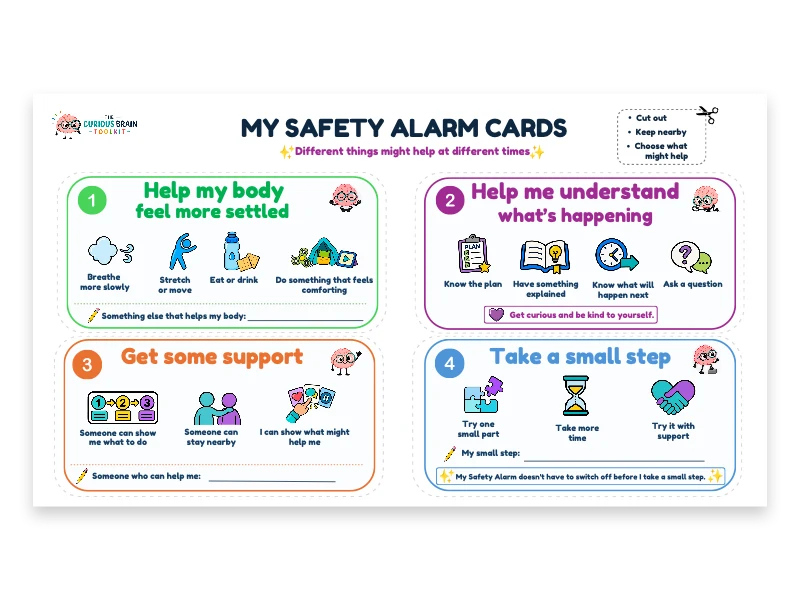 THE
CURIOUS BRAIN
TOOLKIT
MY SAFETY ALARM CARDS
Different things might help at different times
• Cut out
• Keep nearby
• Choose what
might help
1
Help my body
feel more settled
Breathe
more slowly
Stretch
or move
Eat or drink
Do something that feels
comforting
Something else that helps my body:
2
Help me understand
what's happening
PLAN
Know the plan
Have something
explained
Know what will
happen next
?
Ask a question
Get curious and be kind to yourself.
3
Get some support
1 2 3
Someone can show
me what to do
Someone can
stay nearby
I can show what might
help me
Someone who can help me:
4
Take a small step
Try one
small part
Take more
time
Try it with
support
My small step:
My Safety Alarm doesn't have to switch off before I take a small step.